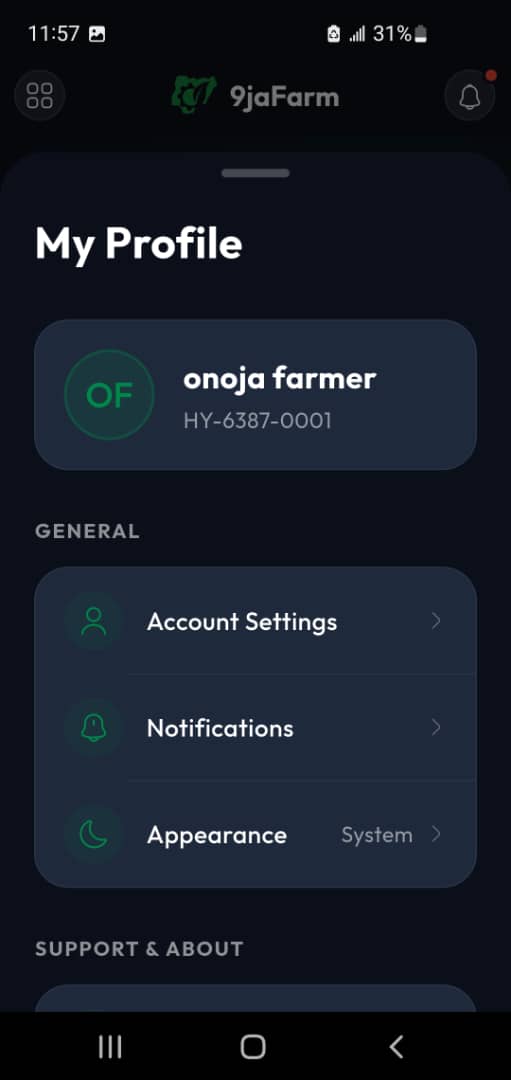 11:57 31%
9jaFarm
My Profile
OF
onoja farmer
HY-6387-0001
GENERAL
Account Settings
Notifications
Appearance System
SUPPORT & ABOUT